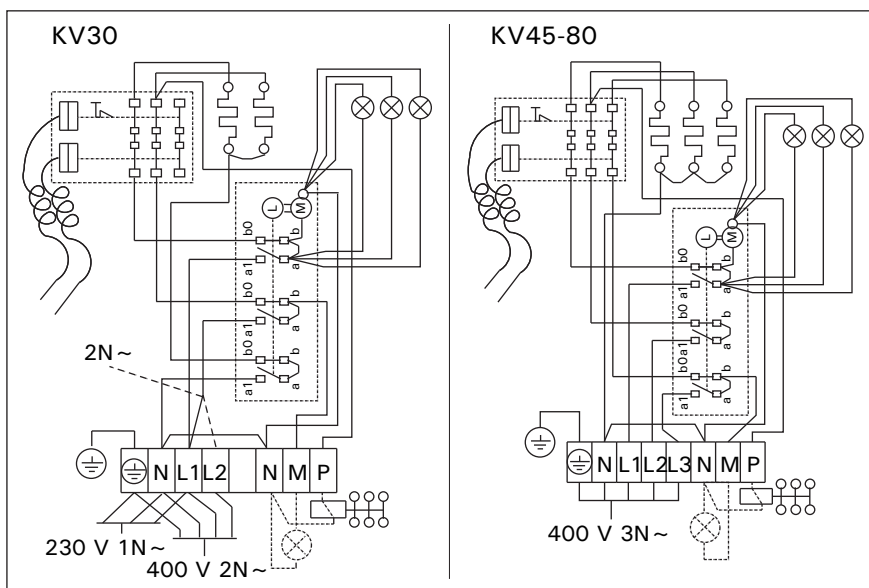 KV30
L M
b0 b
a1 a
b0 b
a1 a
b0 b
a1 a
2N~
N L1 L2 N M P
230 V 1N~
400 V 2N~
KV45-80
L M
b0 b
a1 a
b0 b
a1 a
b0 b
a1 a
N L1 L2 L3 N M P
400 V 3N~